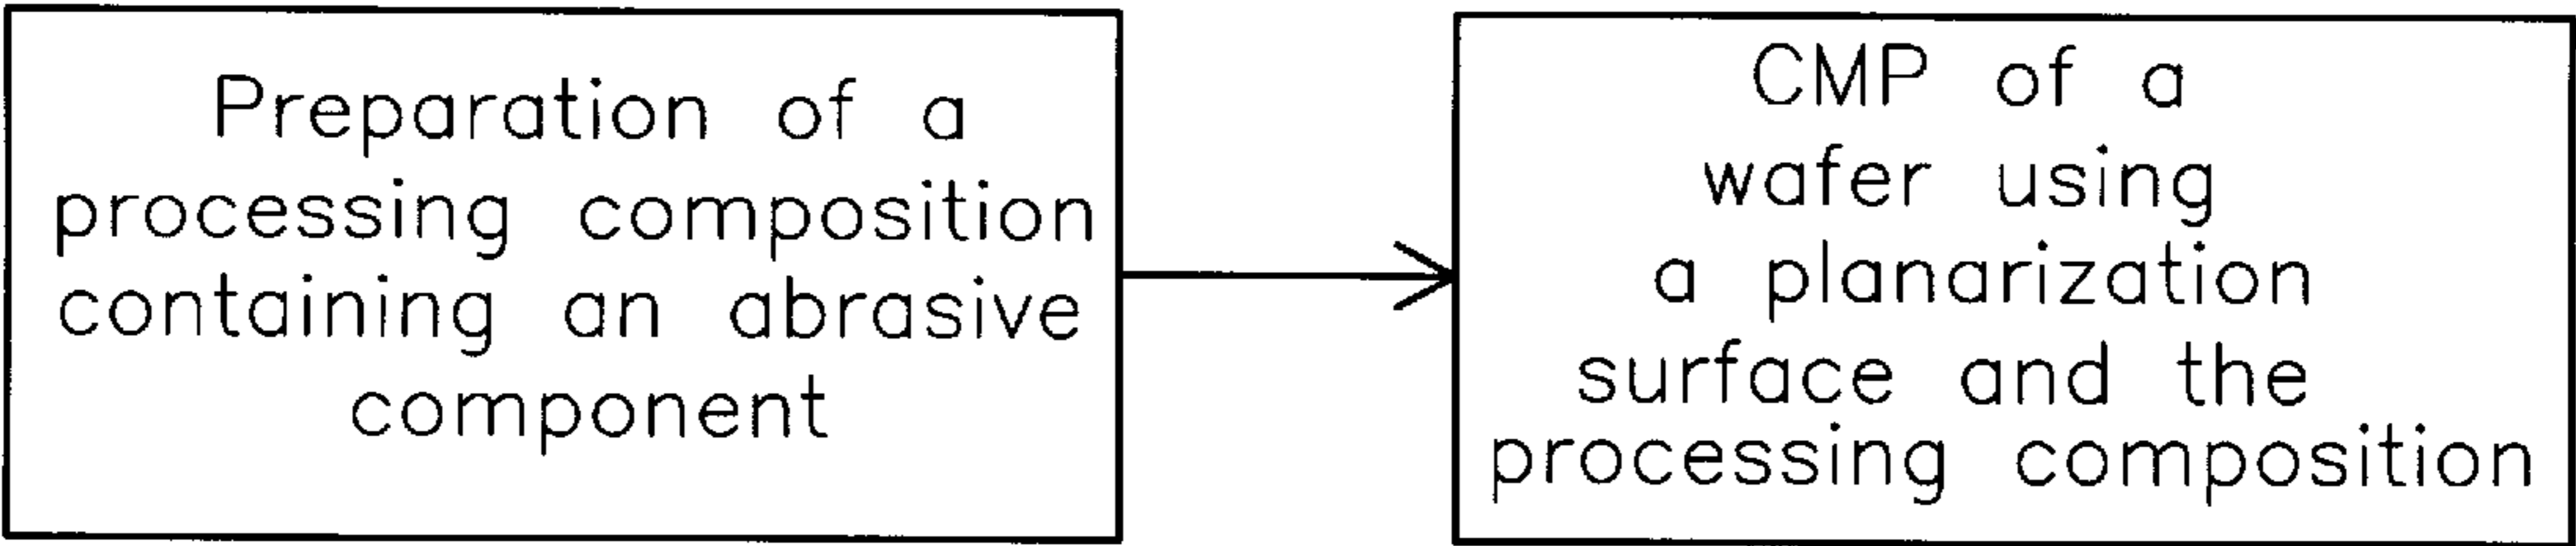 Preparation of a
processing composition
containing an abrasive
component
CMP of a
wafer using
a planarization
surface and the
processing composition